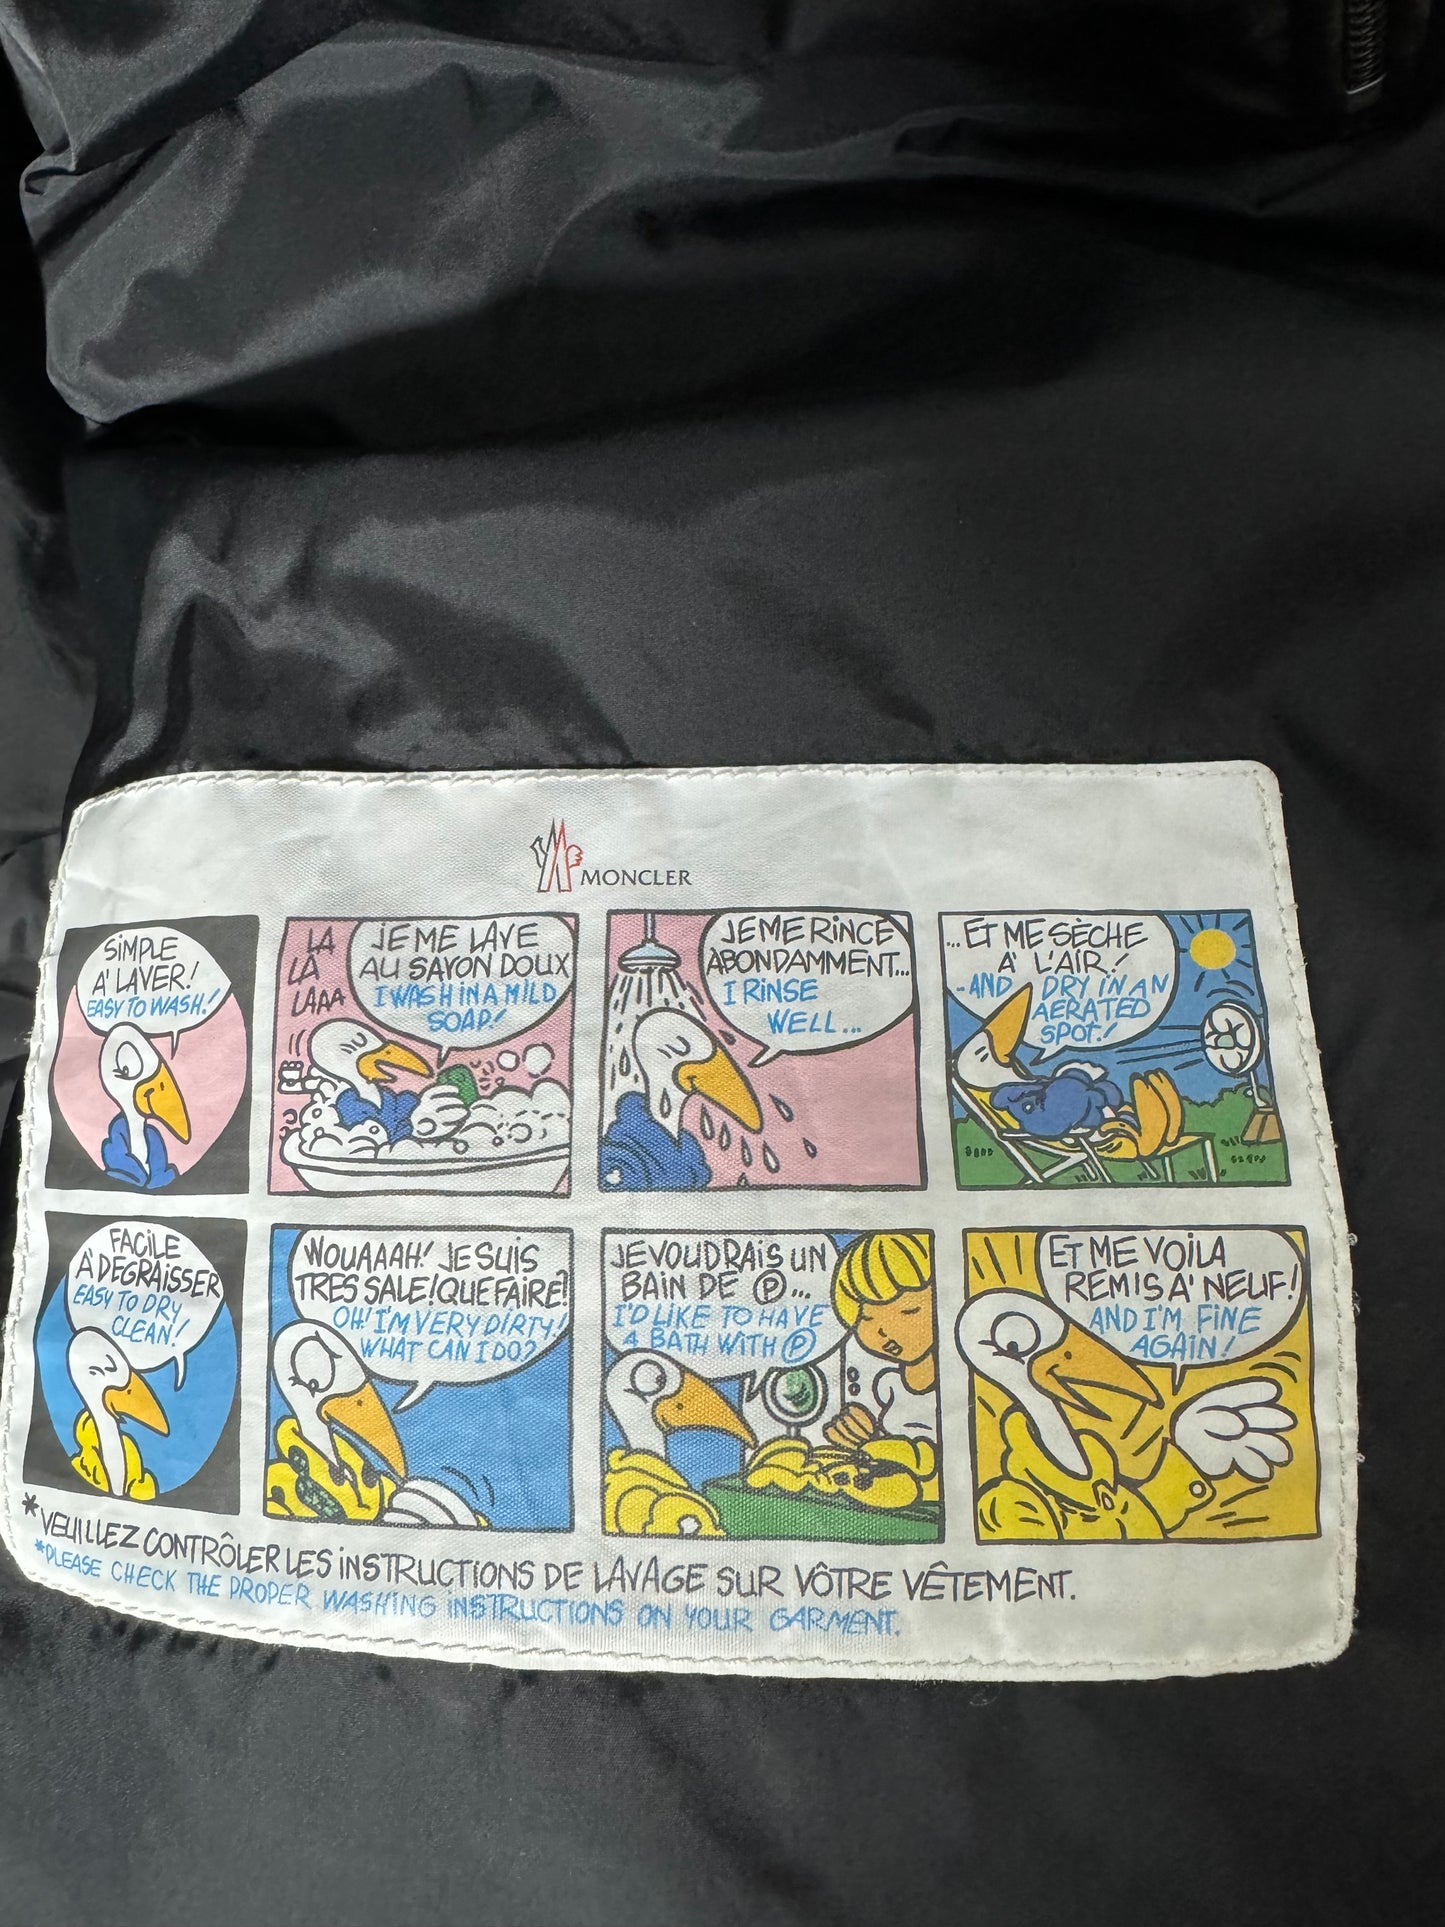 MONCLER
SIMPLE
A' LAVER!
EASY TO WASH!
LA
LA
LAAA
JE ME LAVE
AU SAVON DOUX
I WASH IN A MILD
SOAP!
JE ME RINCE
ABONDAMMENT...
I RINSE
WELL...
...ET ME SÈCHE
A' L'AIR!
-AND DRY IN AN
AERATED
SPOT!
FACILE
A' DEGRAISSER
EASY TO DRY
CLEAN!
WOUAAAH! JE SUIS
TRES SALE! QUE FAIRE?
OH! I'M VERY DIRTY!
WHAT CAN I DO?
JE VOUDRAIS UN
BAIN DE Ⓟ...
I'D LIKE TO HAVE
A BATH WITH Ⓟ
ET ME VOILA
REMIS A' NEUF!
AND I'M FINE
AGAIN!
*VEUILLEZ CONTRÔLER LES INSTRUCTIONS DE LAVAGE SUR VÔTRE VÊTEMENT.
*PLEASE CHECK THE PROPER WASHING INSTRUCTIONS ON YOUR GARMENT.